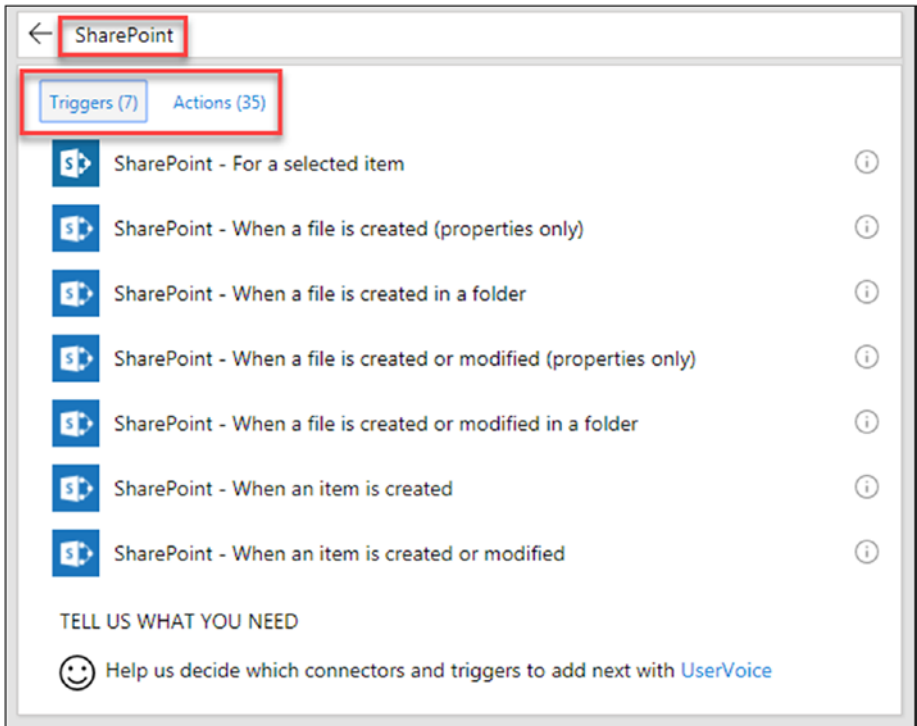 SharePoint
Triggers (7) Actions (35)
SharePoint - For a selected item
SharePoint - When a file is created (properties only)
SharePoint - When a file is created in a folder
SharePoint - When a file is created or modified (properties only)
SharePoint - When a file is created or modified in a folder
SharePoint - When an item is created
SharePoint - When an item is created or modified
TELL US WHAT YOU NEED
Help us decide which connectors and triggers to add next with UserVoice